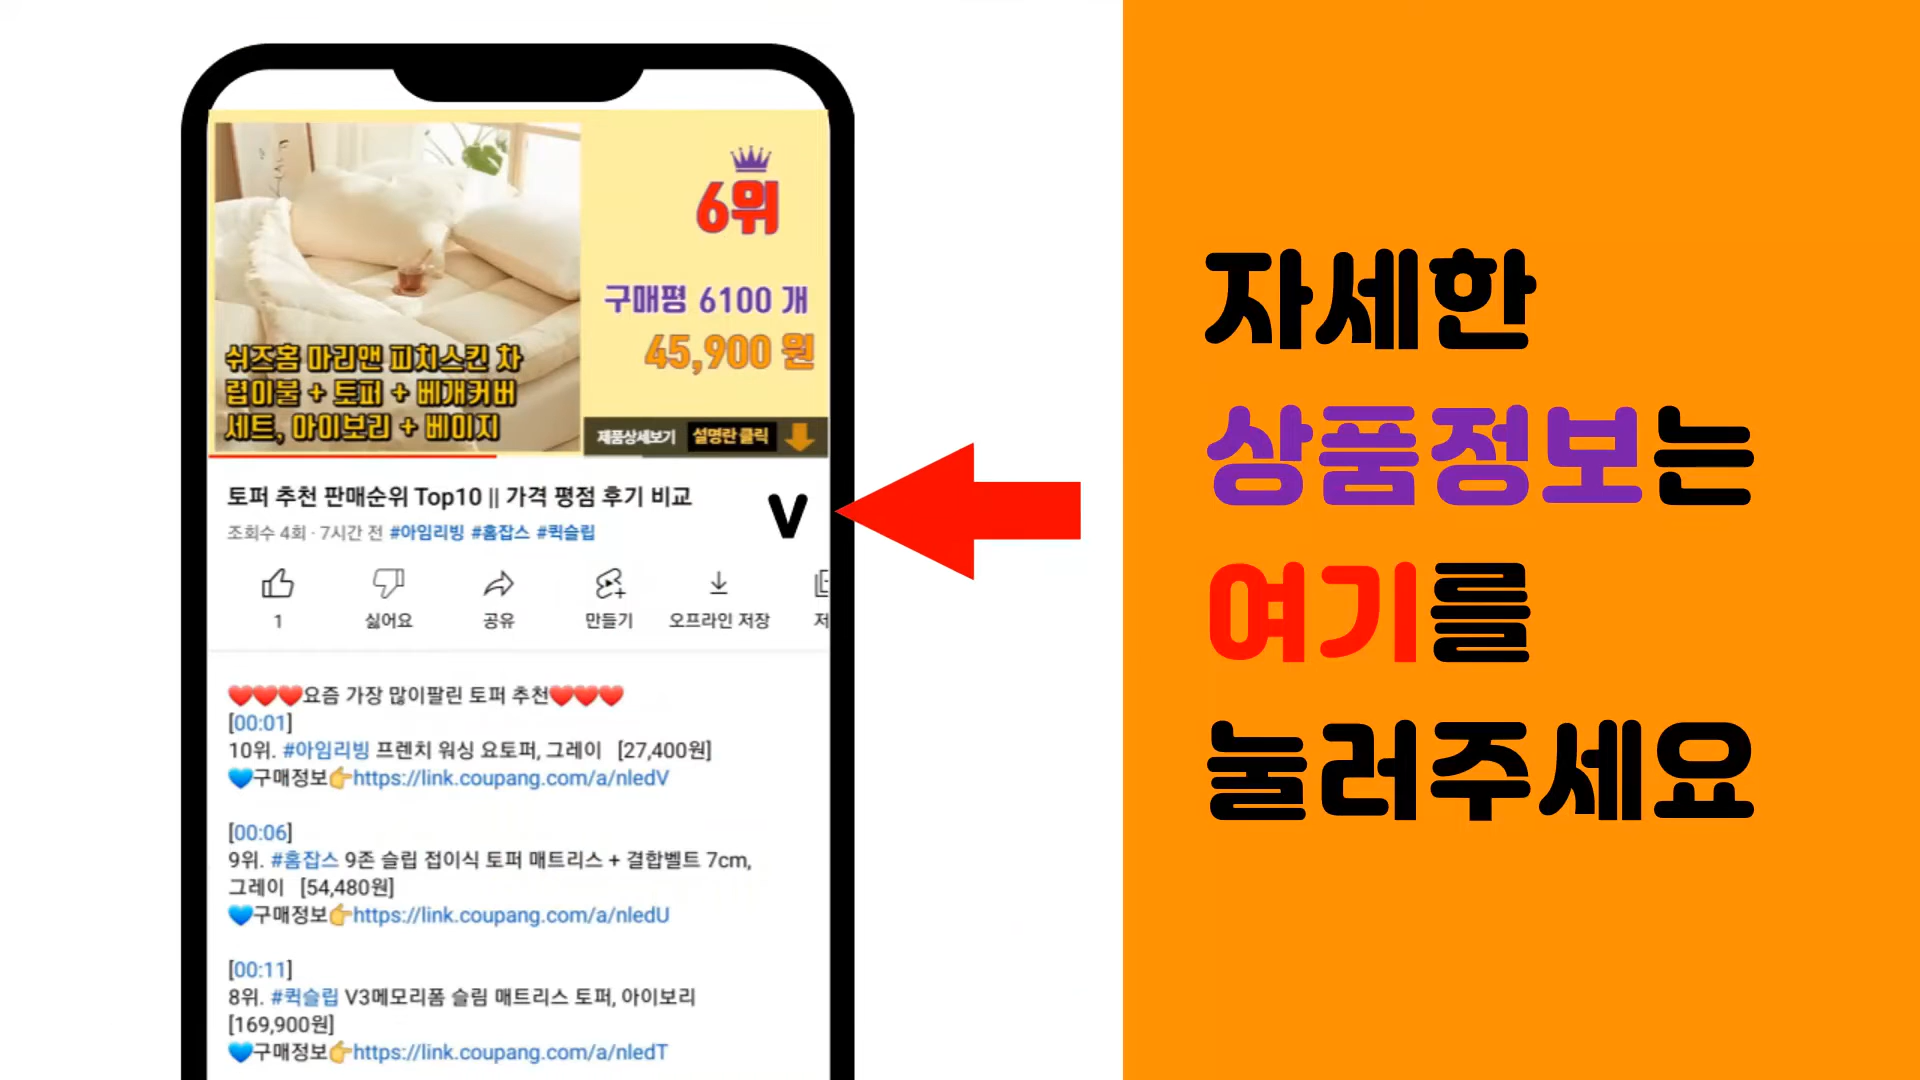 6위
구매평 6100 개
45,900 원
쉬즈홈 마리앤 피치스킨 차
렵이불 + 토퍼 + 베개커버
세트, 아이보리 + 베이지
제품상세보기 설명란 클릭
토퍼 추천 판매순위 Top10 || 가격 평점 후기 비교
V
조회수 4회 · 7시간 전 #아임리빙 #홈잡스 #퀵슬립
1 싫어요 공유 만들기 오프라인 저장 저
❤️❤️❤️요즘 가장 많이팔린 토퍼 추천❤️❤️❤️
[00:01]
10위. #아임리빙 프렌치 워싱 요토퍼, 그레이 [27,400원]
💙구매정보👉https://link.coupang.com/a/nledV
[00:06]
9위. #홈잡스 9존 슬립 접이식 토퍼 매트리스 + 결합벨트 7cm,
그레이 [54,480원]
💙구매정보👉https://link.coupang.com/a/nledU
[00:11]
8위. #퀵슬립 V3메모리폼 슬림 매트리스 토퍼, 아이보리
[169,900원]
💙구매정보👉https://link.coupang.com/a/nledT
자세한
상품정보는
여기를
눌러주세요